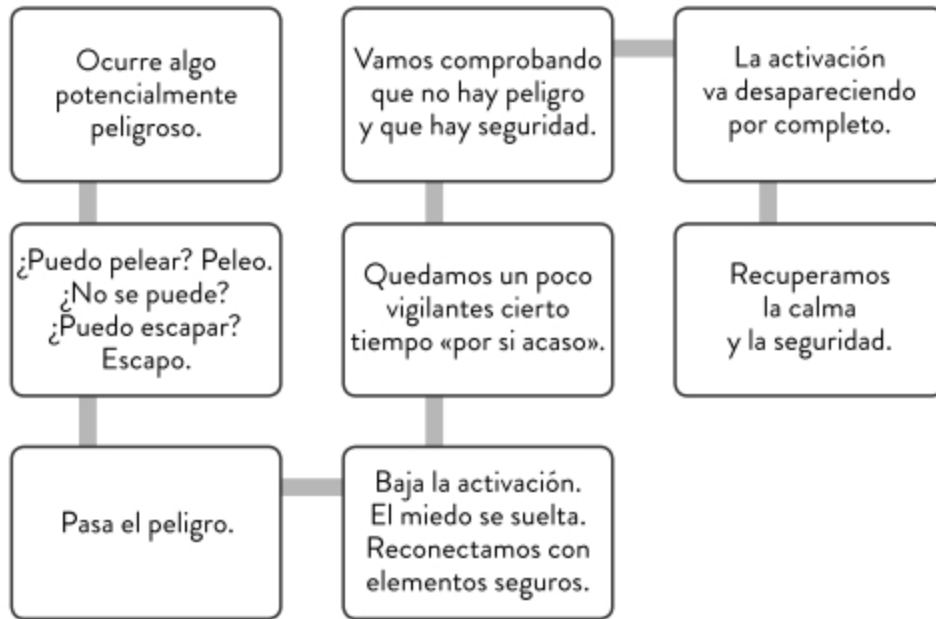 Ocurre algo
potencialmente
peligroso.
¿Puedo pelear? Peleo.
¿No se puede?
¿Puedo escapar?
Escapo.
Pasa el peligro.
Baja la activación.
El miedo se suelta.
Reconectamos con
elementos seguros.
Quedamos un poco
vigilantes cierto
tiempo «por si acaso».
Vamos comprobando
que no hay peligro
y que hay seguridad.
La activación
va desapareciendo
por completo.
Recuperamos
la calma
y la seguridad.